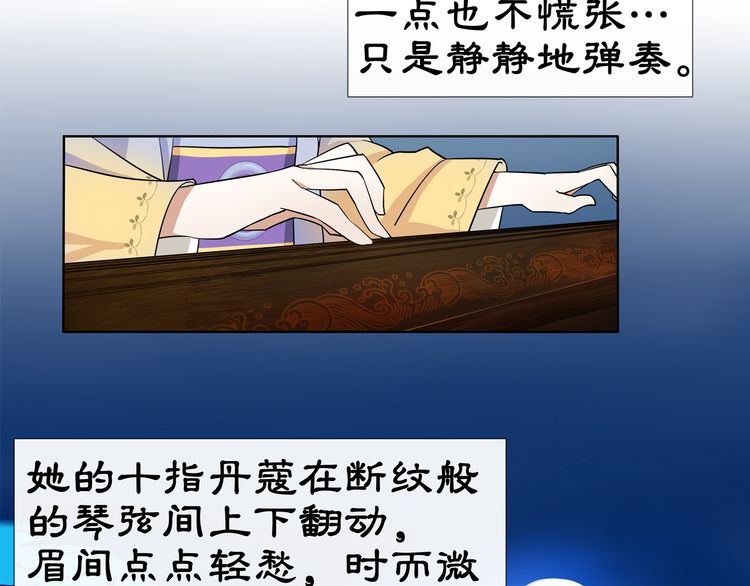 一点也不慌张…
只是静静地弹奏。
她的十指丹蔻在断纹般
的琴弦间上下翻动，
眉间点点轻愁，时而微